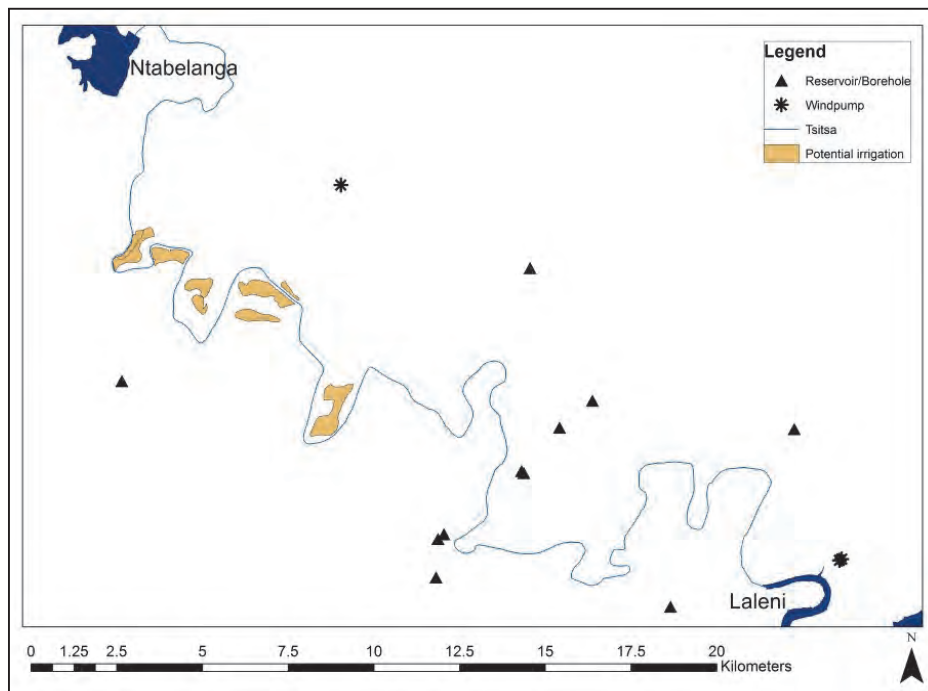 Ntabelanga
Legend
Reservoir/Borehole
Windpump
Tsitsa
Potential irrigation
Laleni
N
0 1.25 2.5 5 7.5 10 12.5 15 17.5 20
Kilometers